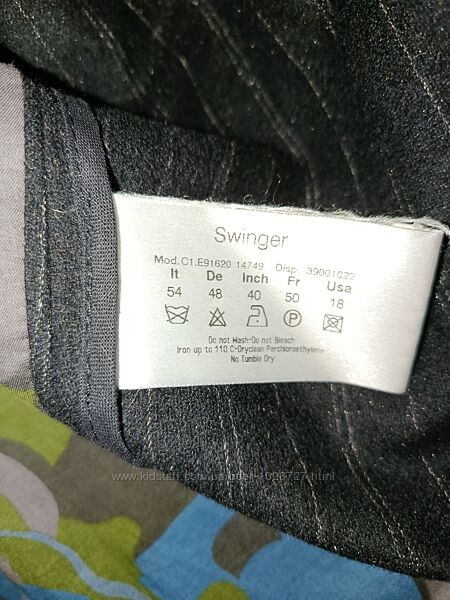 Swinger
Mod.C1.E91620 14749 Disp. 39001022
It De Inch Fr Usa
54 48 40 50 18
P
Do not Wash-Do not Bleach
Iron up to 110 C-Dryclean Perchloroethylene
No Tumble Dry